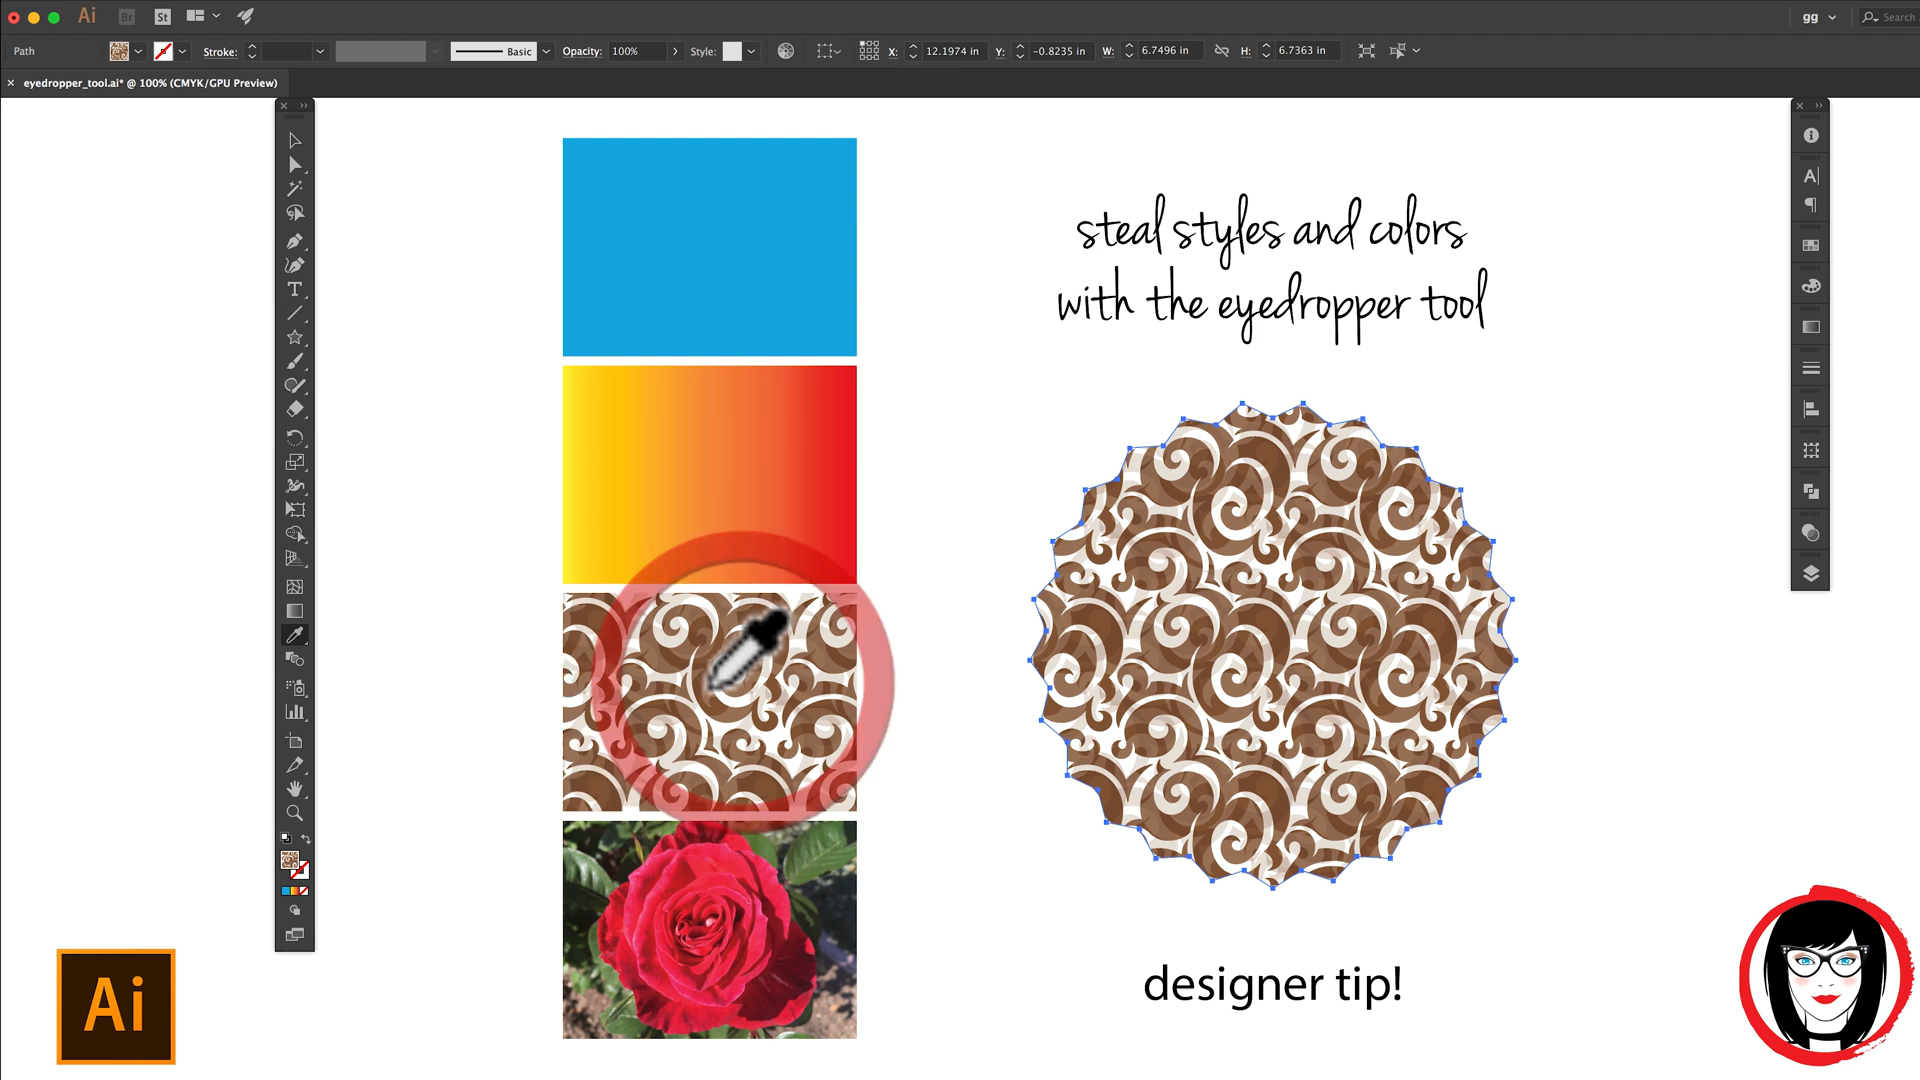 Ai Br St gg Search
Path Stroke: Basic Opacity: 100% Style: X: 12.1974 in Y: -0.8235 in W: 6.7496 in H: 6.7363 in
eyedropper_tool.ai* @ 100% (CMYK/GPU Preview)
steal styles and colors
with the eyedropper tool
designer tip!
Ai